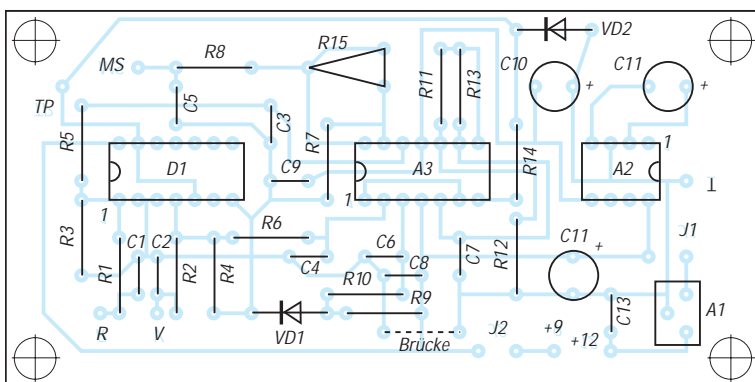 VD2
MS
R8
R15
C10
+
C11
+
R11
R13
TP
C5
C3
R5
R7
R14
1
D1
C9
A3
A2
⊥
1
1
R3
R1
C1
C2
R2
R4
R6
C4
C6
C8
C7
R12
C11
+
J1
R10
R9
C13
A1
R
V
VD1
Brücke
J2
+9
+12